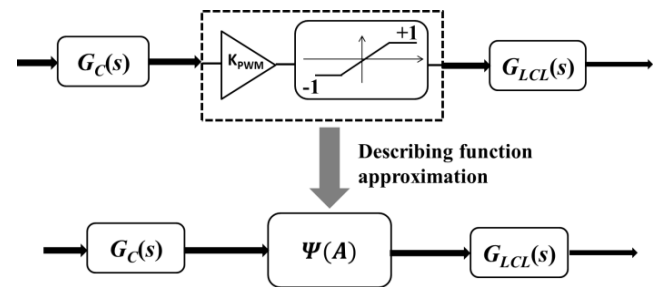 G_C(s)
K_PWM
+1
-1
G_LCL(s)
Describing function
approximation
G_C(s)
Ψ(A)
G_LCL(s)